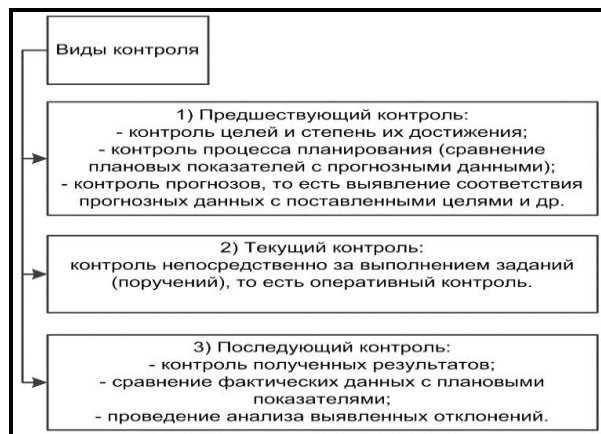 Виды контроля
1) Предшествующий контроль:
- контроль целей и степень их достижения;
- контроль процесса планирования (сравнение
плановых показателей с прогнозными данными);
- контроль прогнозов, то есть выявление соответствия
прогнозных данных с поставленными целями и др.
2) Текущий контроль:
контроль непосредственно за выполнением заданий
(поручений), то есть оперативный контроль.
3) Последующий контроль:
- контроль полученных результатов;
- сравнение фактических данных с плановыми
показателями;
- проведение анализа выявленных отклонений.